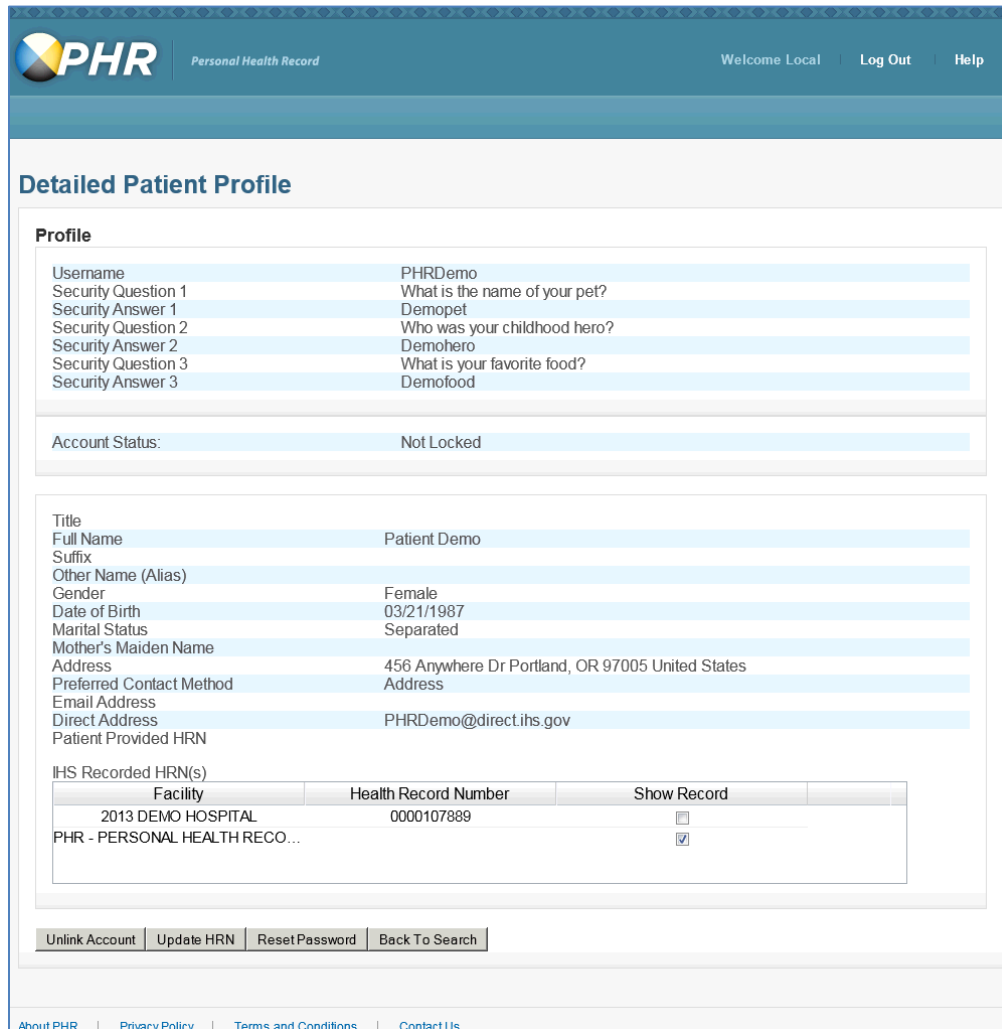 PHR Personal Health Record Welcome Local Log Out Help
Detailed Patient Profile
Profile
Username PHRDemo
Security Question 1 What is the name of your pet?
Security Answer 1 Demopet
Security Question 2 Who was your childhood hero?
Security Answer 2 Demohero
Security Question 3 What is your favorite food?
Security Answer 3 Demofood
Account Status: Not Locked
Title
Full Name Patient Demo
Suffix
Other Name (Alias)
Gender Female
Date of Birth 03/21/1987
Marital Status Separated
Mother's Maiden Name
Address 456 Anywhere Dr Portland, OR 97005 United States
Preferred Contact Method Address
Email Address
Direct Address PHRDemo@direct.ihs.gov
Patient Provided HRN
IHS Recorded HRN(s)
Facility Health Record Number Show Record
2013 DEMO HOSPITAL 0000107889
PHR - PERSONAL HEALTH RECO...
Unlink Account Update HRN Reset Password Back To Search
About PHR | Privacy Policy | Terms and Conditions | Contact Us